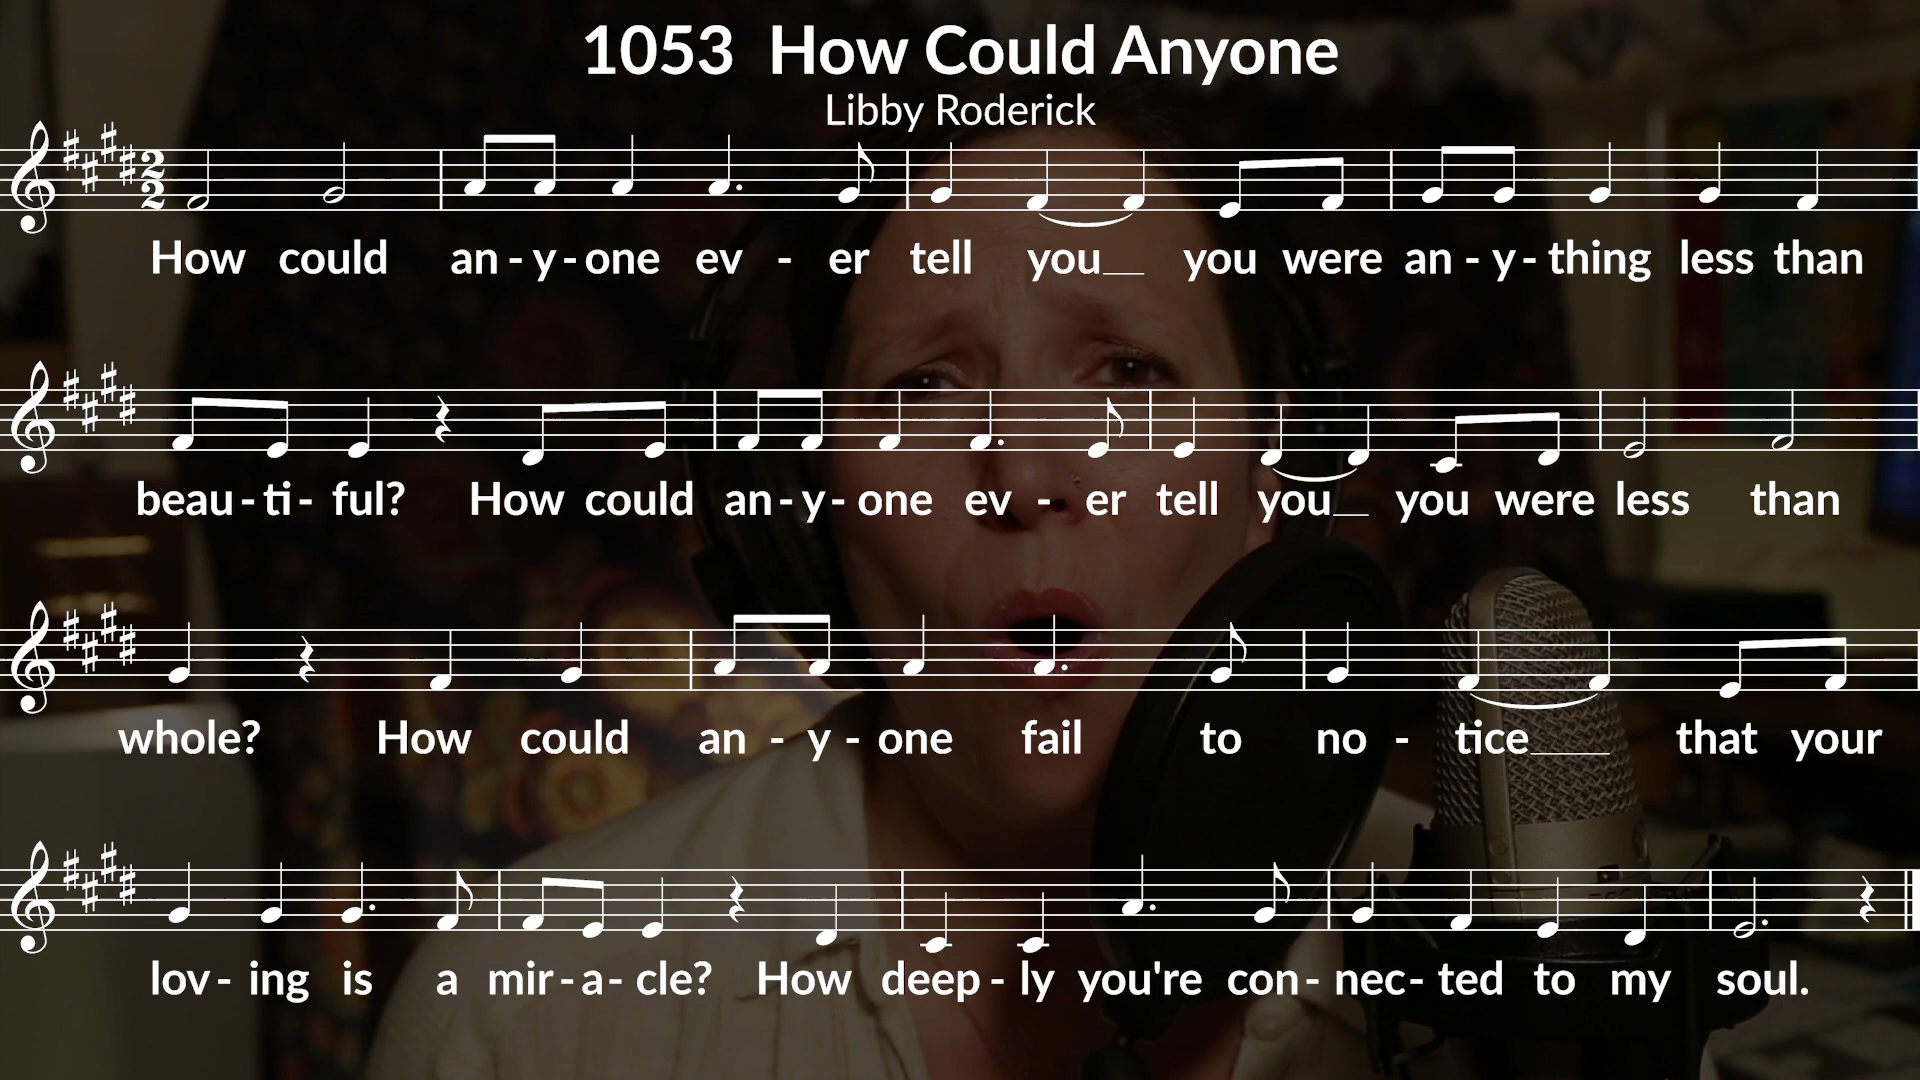 1053 How Could Anyone
Libby Roderick
How could an - y - one ev - er tell you__ you were an - y - thing less than
beau - ti - ful? How could an - y - one ev - er tell you__ you were less than
whole? How could an - y - one fail to no - tice__ that your
lov - ing is a mir - a - cle? How deep - ly you're con - nec - ted to my soul.